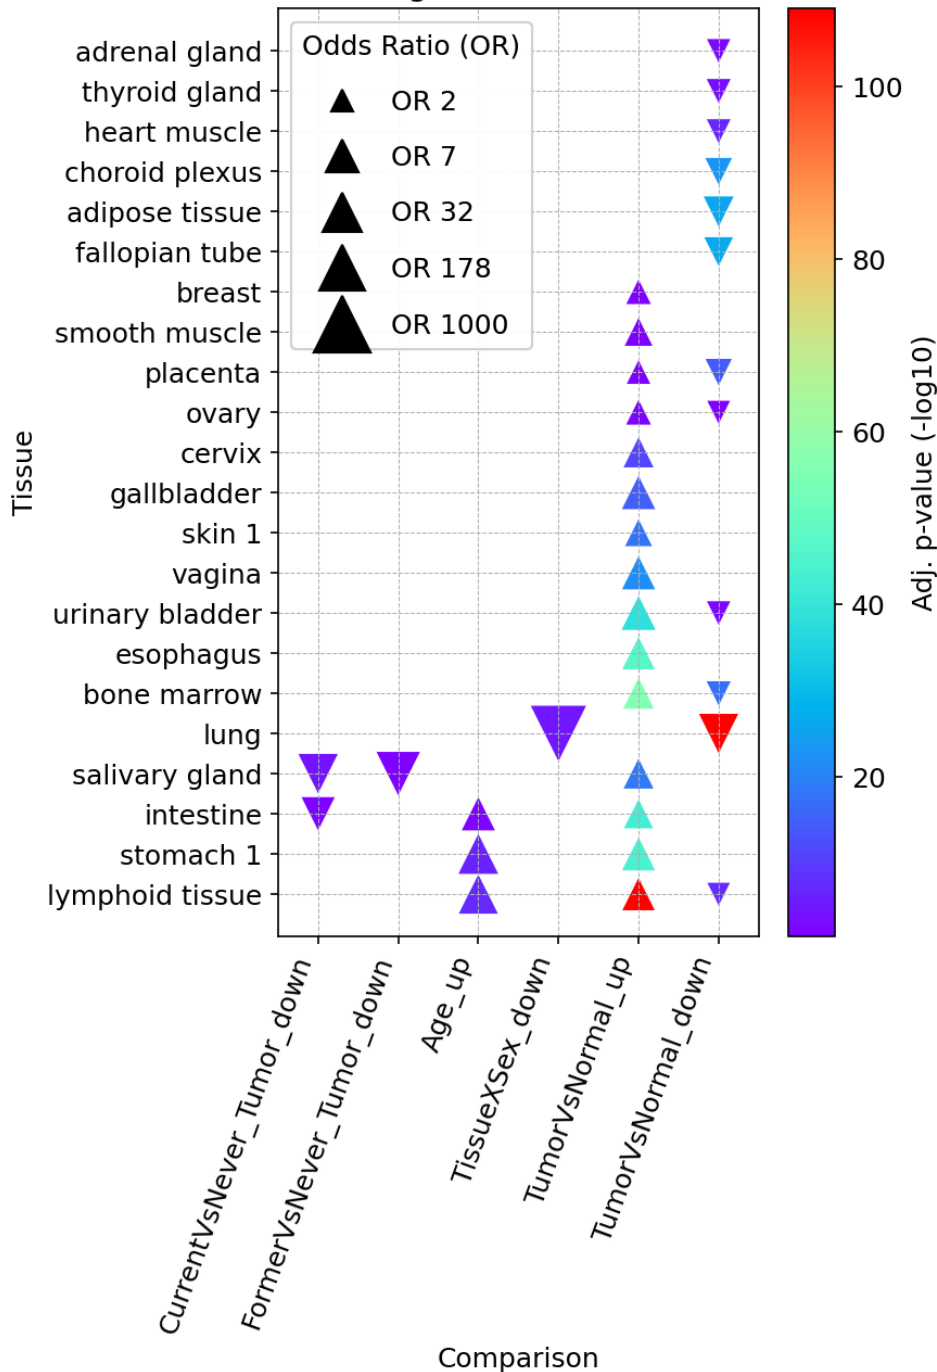 Odds Ratio (OR)
OR 2
OR 7
OR 32
OR 178
OR 1000
adrenal gland
thyroid gland
heart muscle
choroid plexus
adipose tissue
fallopian tube
breast
smooth muscle
placenta
ovary
cervix
gallbladder
skin 1
vagina
urinary bladder
esophagus
bone marrow
lung
salivary gland
intestine
stomach 1
lymphoid tissue
Tissue
CurrentVsNever_Tumor_down
FormerVsNever_Tumor_down
Age_up
TissueXSex_down
TumorVsNormal_up
TumorVsNormal_down
Comparison
100
80
60
40
20
Adj. p-value (-log10)